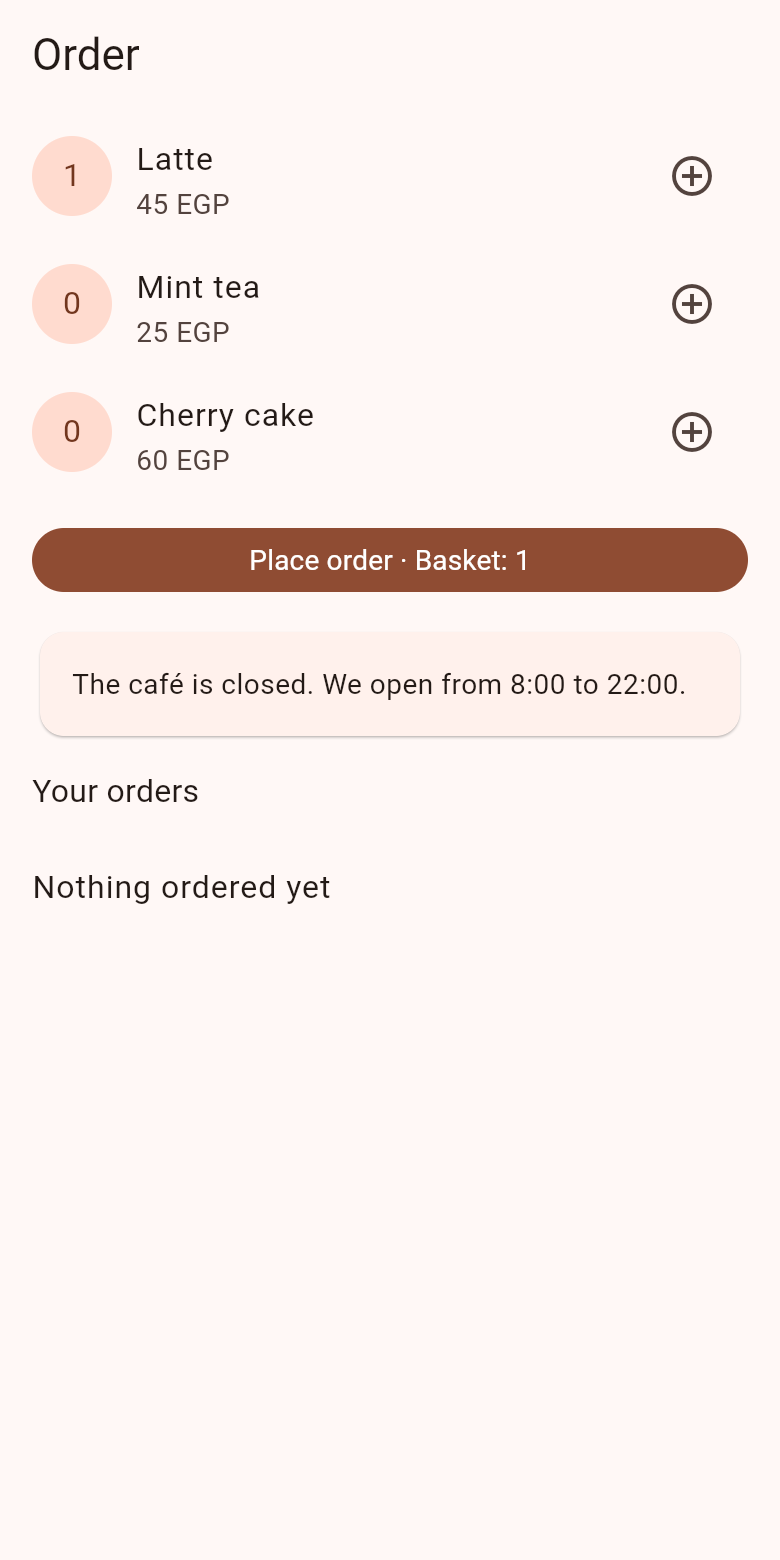 Order
1
Latte
45 EGP
0
Mint tea
25 EGP
0
Cherry cake
60 EGP
Place order · Basket: 1
The café is closed. We open from 8:00 to 22:00.
Your orders
Nothing ordered yet